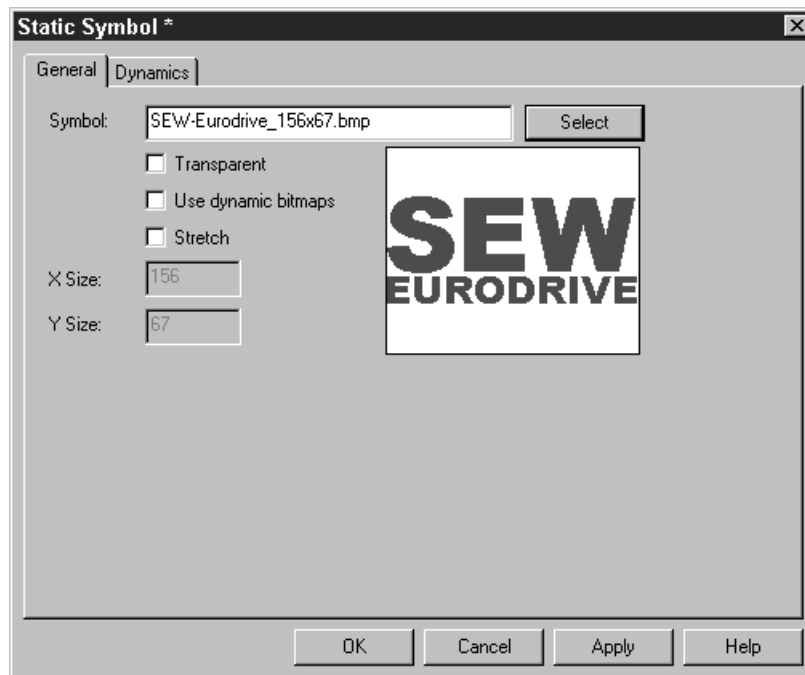 Static Symbol *
General Dynamics
Symbol: SEW-Eurodrive_156x67.bmp Select
Transparent
Use dynamic bitmaps
Stretch
SEW
EURODRIVE
X Size: 156
Y Size: 67
OK Cancel Apply Help